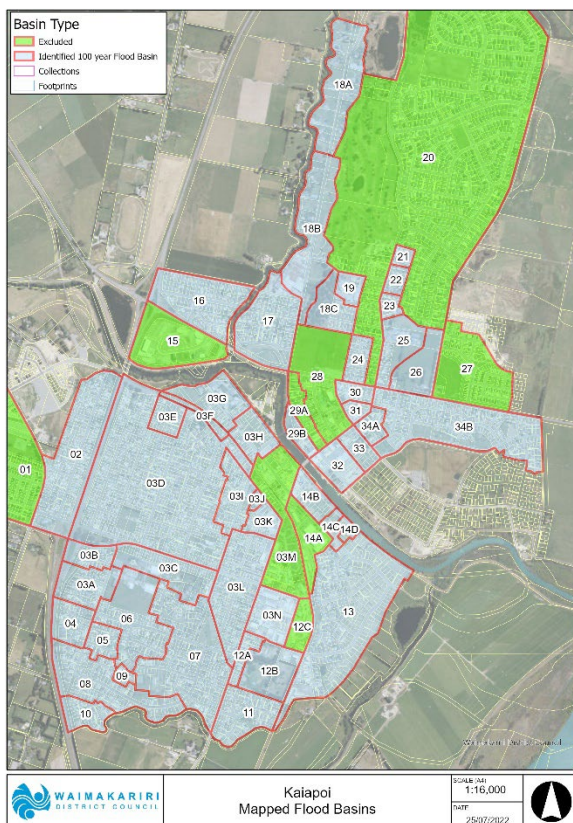 Basin Type
Excluded
Identified 100 year Flood Basin
Collections
Footprints
18A
20
18B
21
22
19
23
16
18C
17
25
15
24
26
27
28
30
03G
29A
31
03E
03F
34A
34B
03H
29B
33
01
02
32
03D
03I
03J
14B
03K
14C
14D
14A
03B
03C
03M
03A
03L
13
03N
04
06
12C
05
07
12A
09
12B
08
10
11
WAIMAKARIRI
DISTRICT COUNCIL
Kaiapoi
Mapped Flood Basins
SCALE (A4)
1:16,000
DATE
25/07/2022